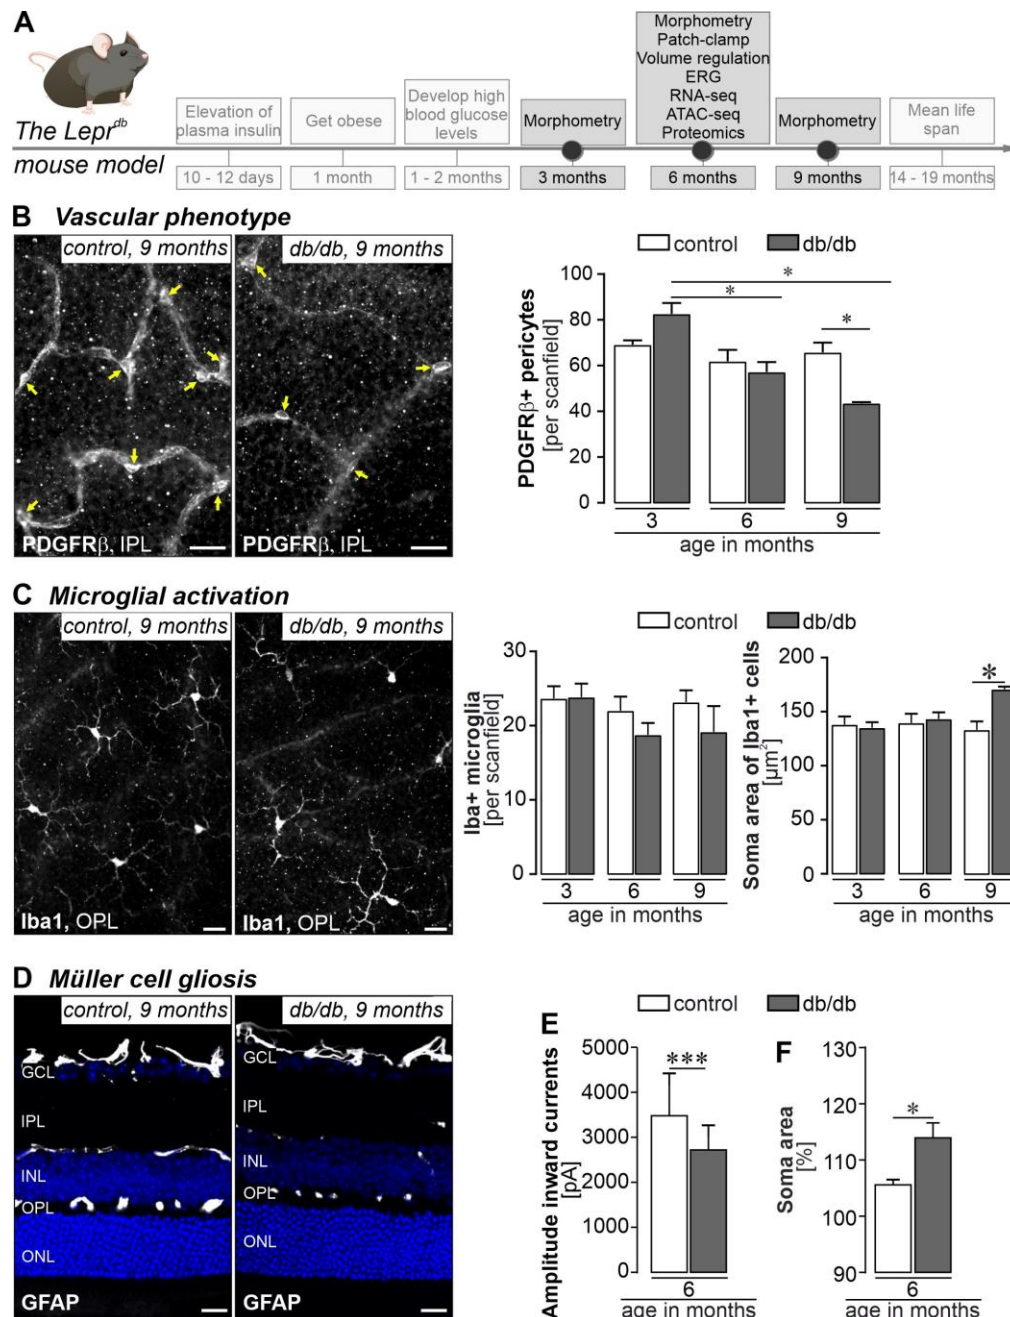 A
The Lepr^db
mouse model
Elevation of
plasma insulin
10 - 12 days
Get obese
1 month
Develop high
blood glucose
levels
1 - 2 months
Morphometry
3 months
Morphometry
Patch-clamp
Volume regulation
ERG
RNA-seq
ATAC-seq
Proteomics
6 months
Morphometry
9 months
Mean life
span
14 - 19 months
B Vascular phenotype
control, 9 months
PDGFRβ, IPL
db/db, 9 months
PDGFRβ, IPL
control
db/db
PDGFRβ+ pericytes
[per scanfield]
100
80
60
40
20
0
*
*
*
3
6
9
age in months
C Microglial activation
control, 9 months
Iba1, OPL
db/db, 9 months
Iba1, OPL
control
db/db
Iba+ microglia
[per scanfield]
30
20
10
0
3
6
9
age in months
Soma area of Iba1+ cells
[µm²]
200
150
100
50
0
*
3
6
9
age in months
D Müller cell gliosis
control, 9 months
GCL
IPL
INL
OPL
ONL
GFAP
db/db, 9 months
GCL
IPL
INL
OPL
ONL
GFAP
control
db/db
E
Amplitude inward currents
[pA]
5000
4000
3000
2000
1000
0
***
6
age in months
F
Soma area
[%]
130
120
110
100
90
*
6
age in months